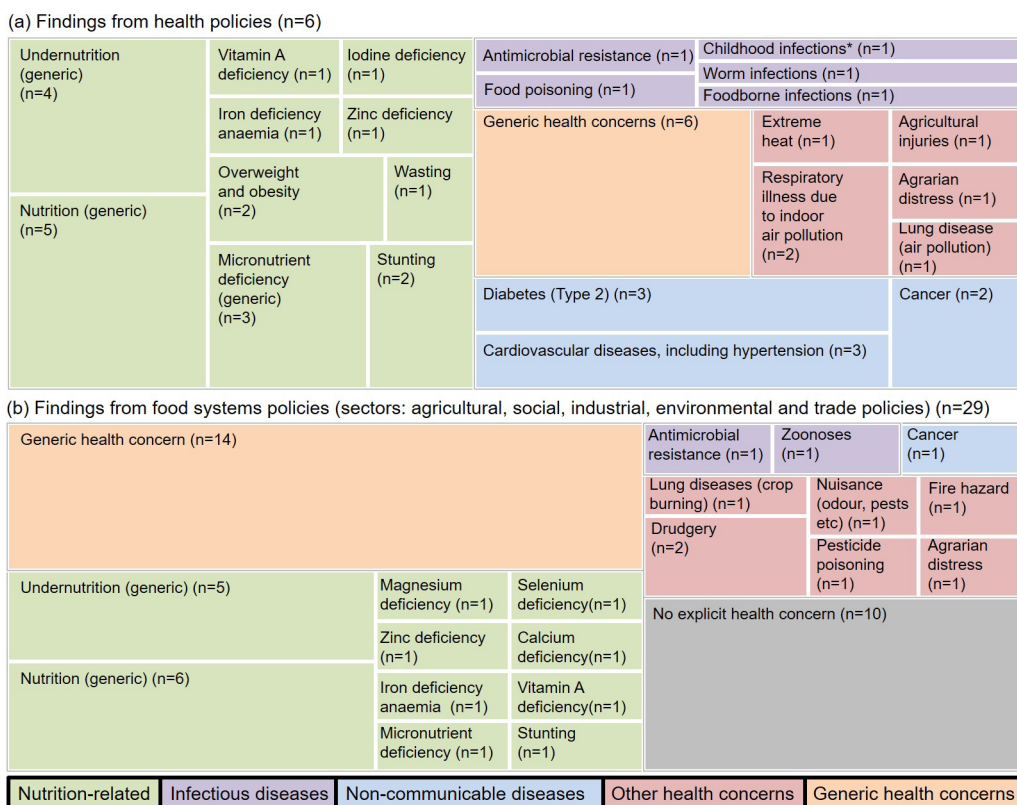 (a) Findings from health policies (n=6)
Undernutrition
(generic)
(n=4)
Nutrition (generic)
(n=5)
Vitamin A
deficiency (n=1)
Iodine deficiency
(n=1)
Iron deficiency
anaemia (n=1)
Zinc deficiency
(n=1)
Overweight
and obesity
(n=2)
Wasting
(n=1)
Micronutrient
deficiency
(generic)
(n=3)
Stunting
(n=2)
Antimicrobial resistance (n=1)
Food poisoning (n=1)
Childhood infections* (n=1)
Worm infections (n=1)
Foodborne infections (n=1)
Generic health concerns (n=6)
Extreme
heat (n=1)
Agricultural
injuries (n=1)
Respiratory
illness due
to indoor
air pollution
(n=2)
Agrarian
distress (n=1)
Lung disease
(air pollution)
(n=1)
Diabetes (Type 2) (n=3)
Cardiovascular diseases, including hypertension (n=3)
Cancer (n=2)
(b) Findings from food systems policies (sectors: agricultural, social, industrial, environmental and trade policies) (n=29)
Generic health concern (n=14)
Undernutrition (generic) (n=5)
Nutrition (generic) (n=6)
Magnesium
deficiency (n=1)
Selenium
deficiency(n=1)
Zinc deficiency
(n=1)
Calcium
deficiency(n=1)
Iron deficiency
anaemia (n=1)
Vitamin A
deficiency(n=1)
Micronutrient
deficiency (n=1)
Stunting
(n=1)
Antimicrobial
resistance (n=1)
Zoonoses
(n=1)
Cancer
(n=1)
Lung diseases (crop
burning) (n=1)
Drudgery
(n=2)
Nuisance
(odour, pests
etc) (n=1)
Fire hazard
(n=1)
Pesticide
poisoning
(n=1)
Agrarian
distress
(n=1)
No explicit health concern (n=10)
Nutrition-related
Infectious diseases
Non-communicable diseases
Other health concerns
Generic health concerns